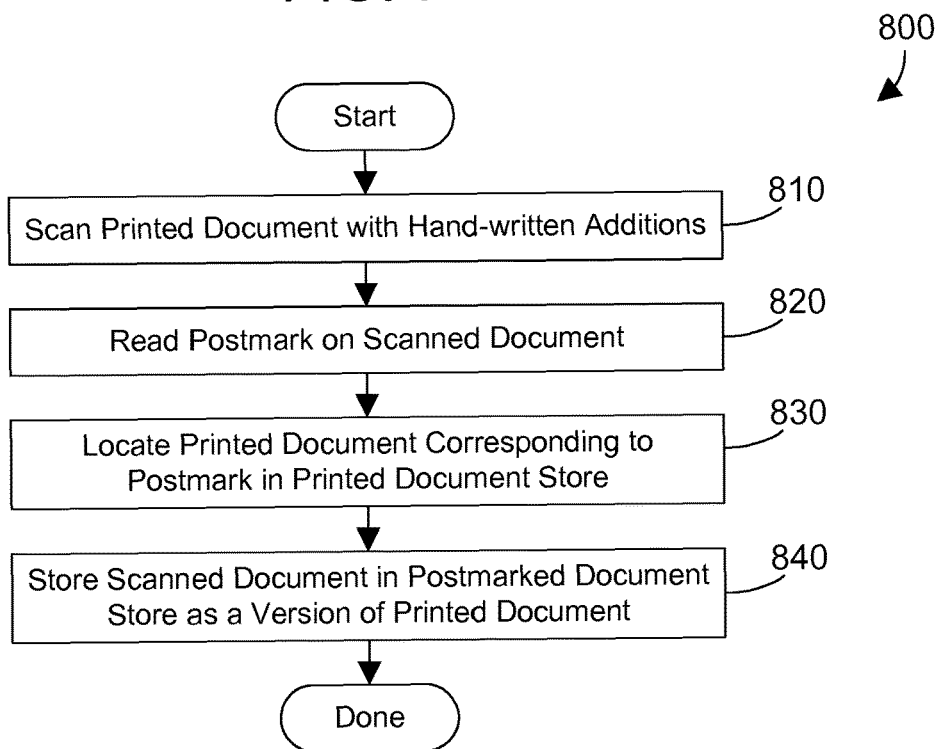 800
Start
810
Scan Printed Document with Hand-written Additions
820
Read Postmark on Scanned Document
830
Locate Printed Document Corresponding to
Postmark in Printed Document Store
840
Store Scanned Document in Postmarked Document
Store as a Version of Printed Document
Done